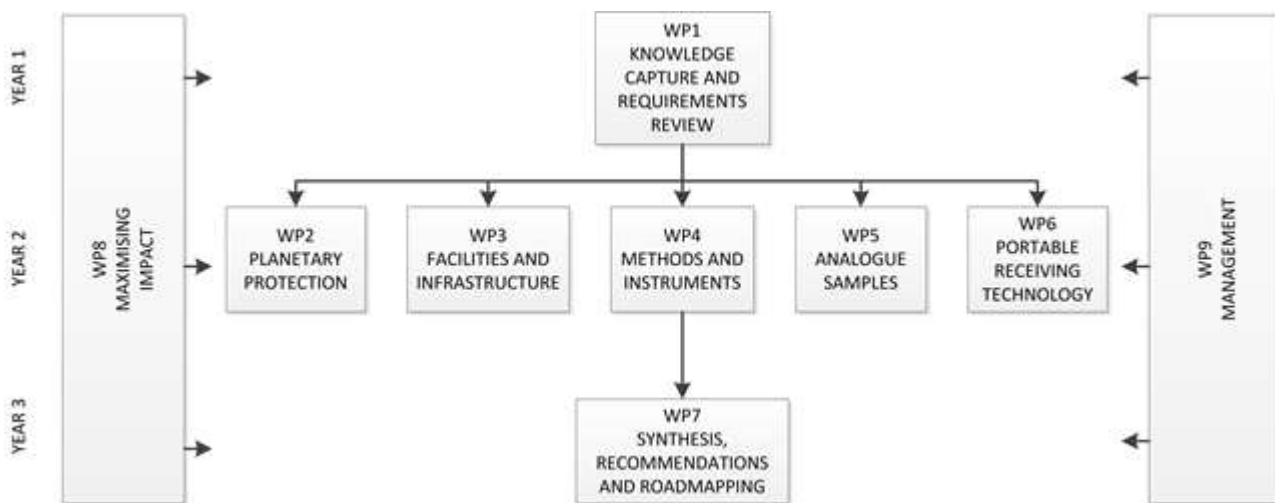 YEAR 1
YEAR 2
YEAR 3
WP8
MAXIMISING
IMPACT
WP1
KNOWLEDGE
CAPTURE AND
REQUIREMENTS
REVIEW
WP2
PLANETARY
PROTECTION
WP3
FACILITIES AND
INFRASTRUCTURE
WP4
METHODS AND
INSTRUMENTS
WP5
ANALOGUE
SAMPLES
WP6
PORTABLE
RECEIVING
TECHNOLOGY
WP7
SYNTHESIS,
RECOMMENDATIONS
AND ROADMAPPING
WP9
MANAGEMENT